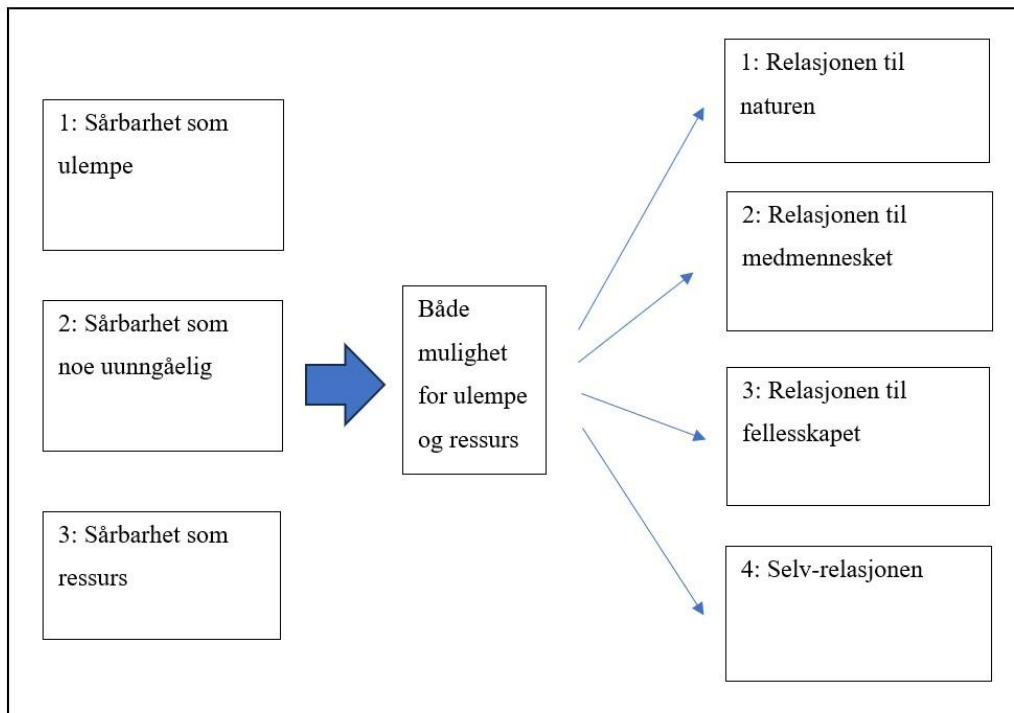 1: Sårbarhet som
ulempe
2: Sårbarhet som
noe uunngåelig
3: Sårbarhet som
ressurs
Både
mulighet
for ulempe
og ressurs
1: Relasjonen til
naturen
2: Relasjonen til
medmennesket
3: Relasjonen til
fellesskapet
4: Selv-relasjonen